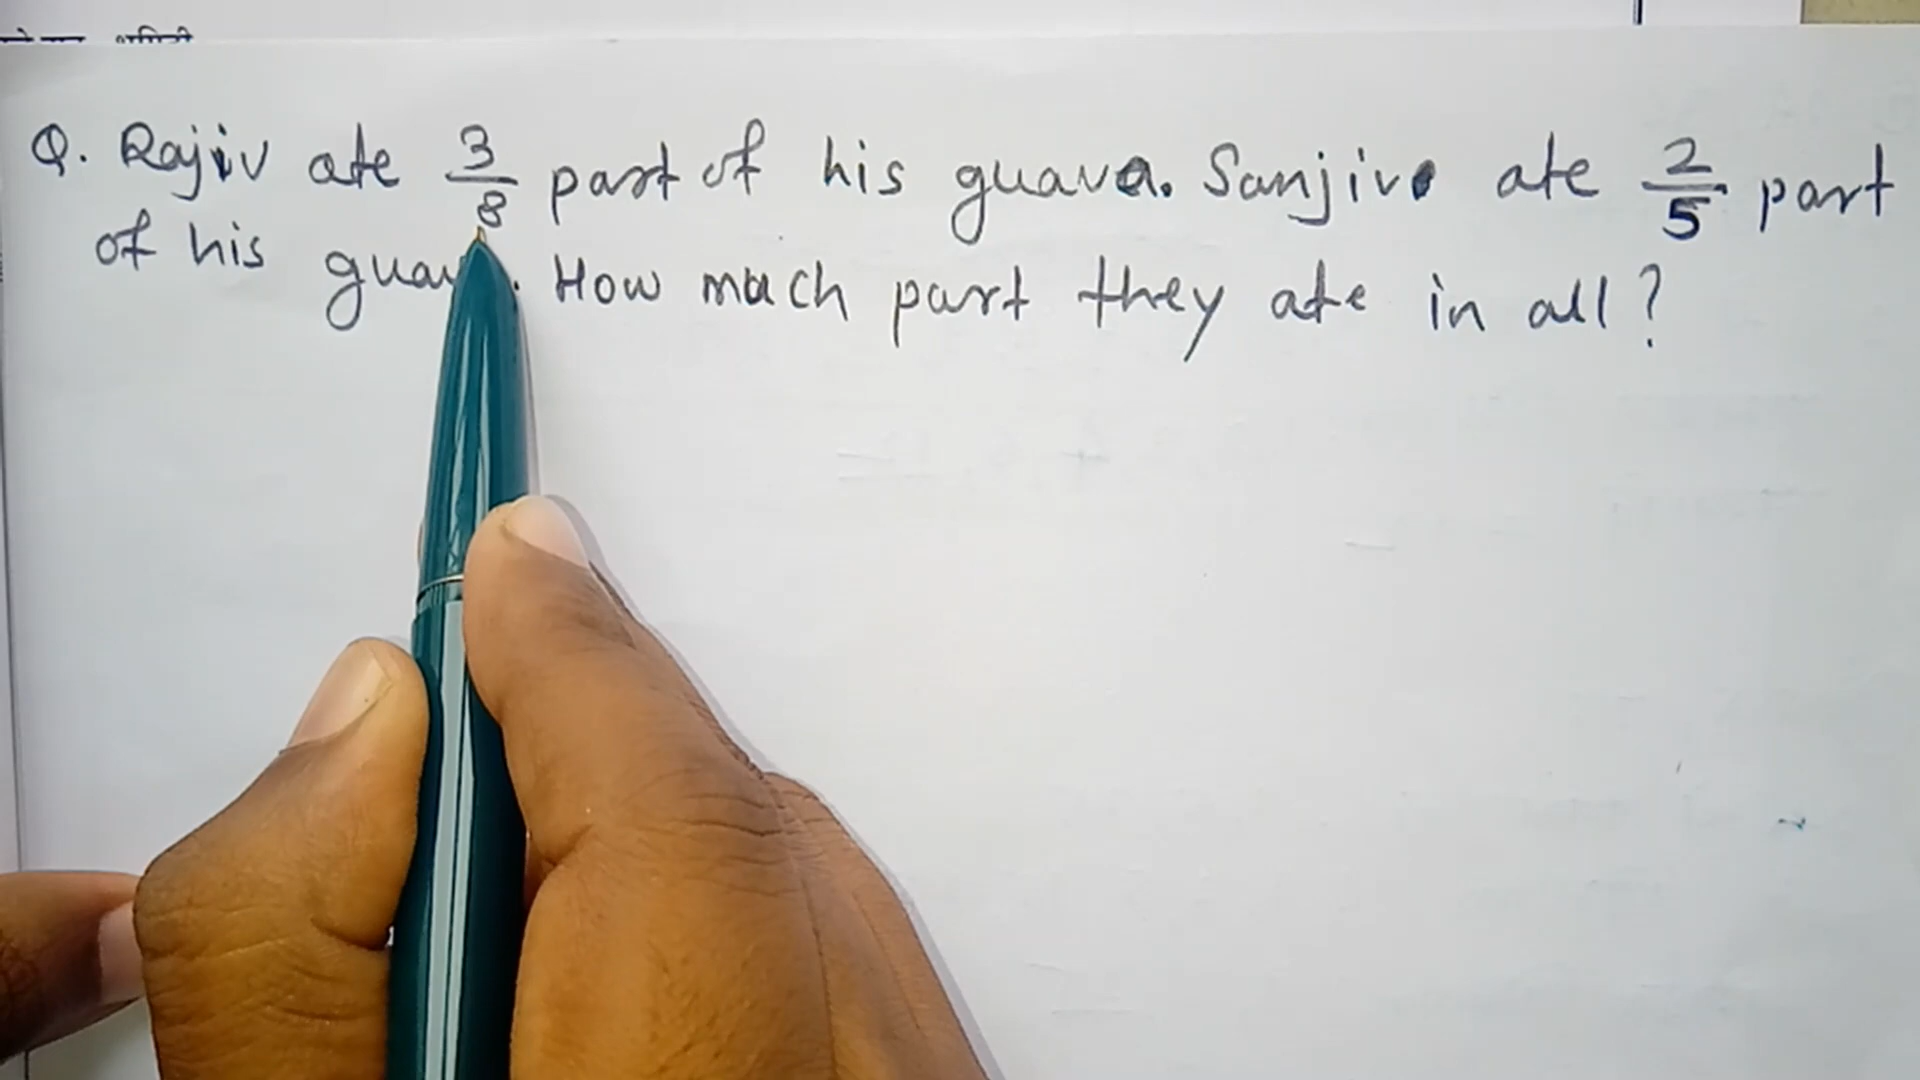 Q. Rajiv ate 3/8 part of his guava. Sanjiv ate 2/5 part
of his How much part they ate in all?